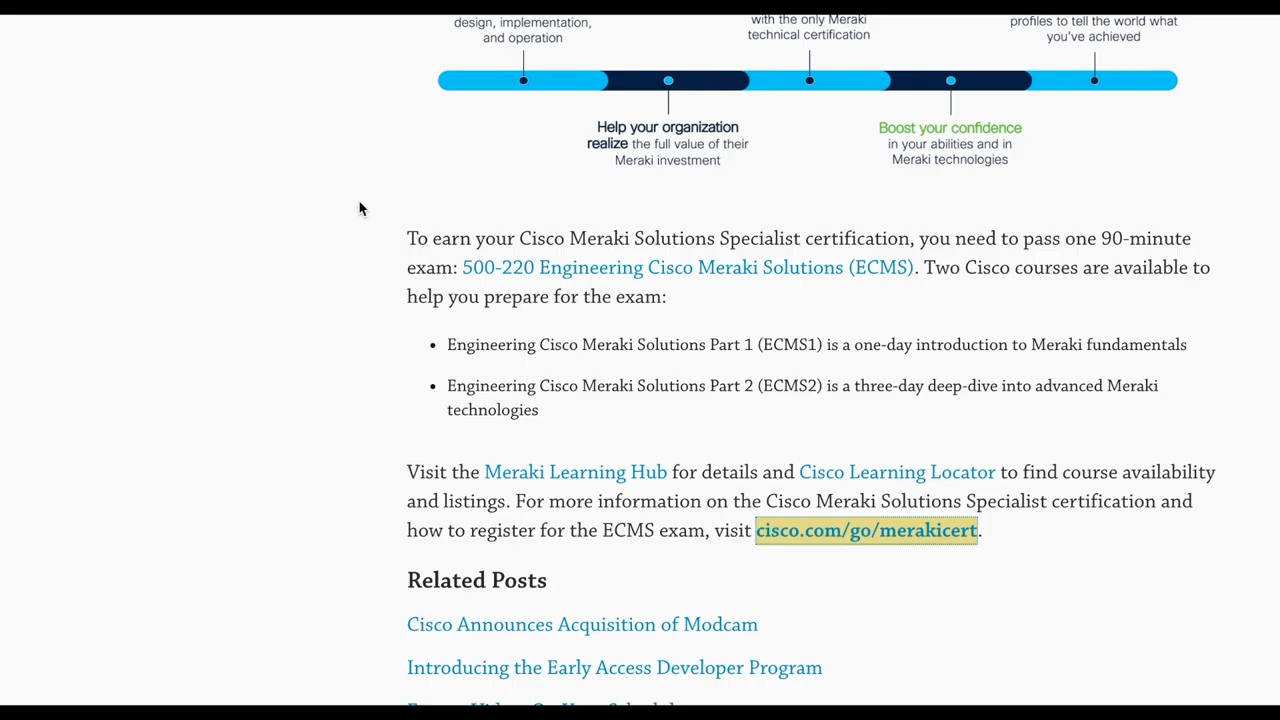 design, implementation,
and operation
with the only Meraki
technical certification
profiles to tell the world what
you've achieved
Help your organization
realize the full value of their
Meraki investment
Boost your confidence
in your abilities and in
Meraki technologies
To earn your Cisco Meraki Solutions Specialist certification, you need to pass one 90-minute
exam: 500-220 Engineering Cisco Meraki Solutions (ECMS). Two Cisco courses are available to
help you prepare for the exam:
• Engineering Cisco Meraki Solutions Part 1 (ECMS1) is a one-day introduction to Meraki fundamentals
• Engineering Cisco Meraki Solutions Part 2 (ECMS2) is a three-day deep-dive into advanced Meraki
technologies
Visit the Meraki Learning Hub for details and Cisco Learning Locator to find course availability
and listings. For more information on the Cisco Meraki Solutions Specialist certification and
how to register for the ECMS exam, visit cisco.com/go/merakicert.
Related Posts
Cisco Announces Acquisition of Modcam
Introducing the Early Access Developer Program